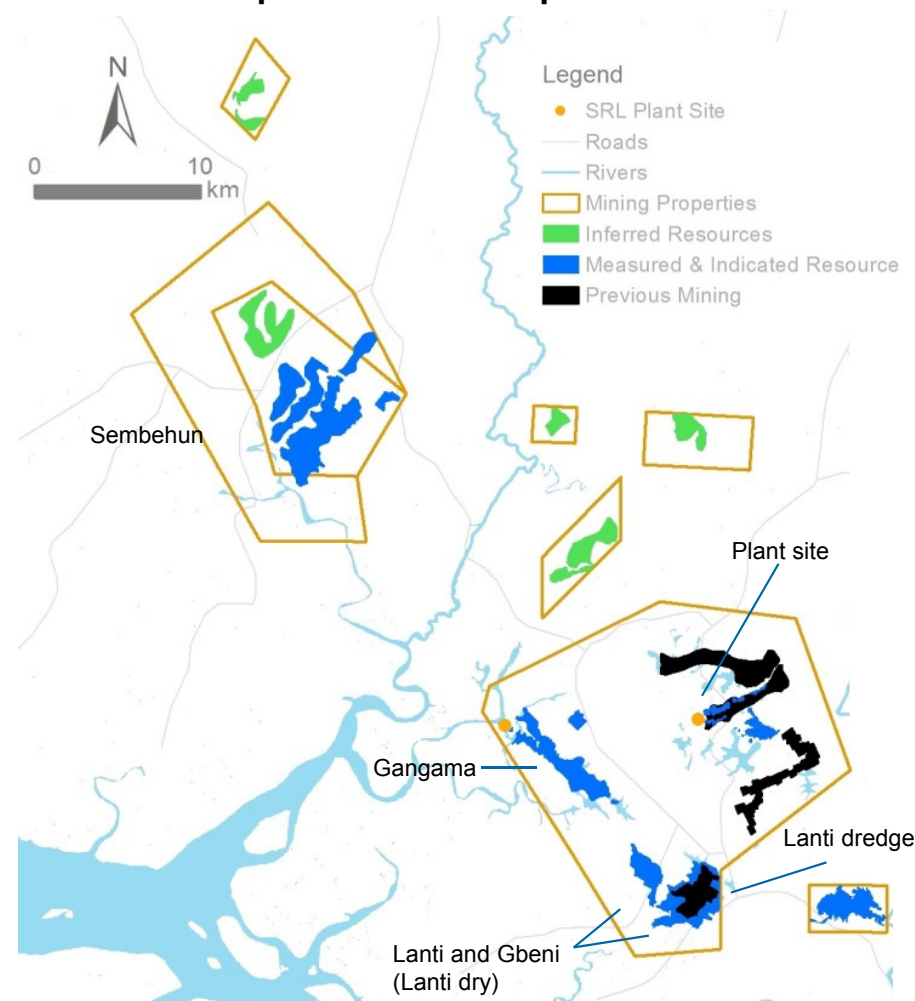 N
0 10
km
Legend
SRL Plant Site
Roads
Rivers
Mining Properties
Inferred Resources
Measured & Indicated Resource
Previous Mining
Sembehun
Plant site
Gangama
Lanti dredge
Lanti and Gbeni
(Lanti dry)